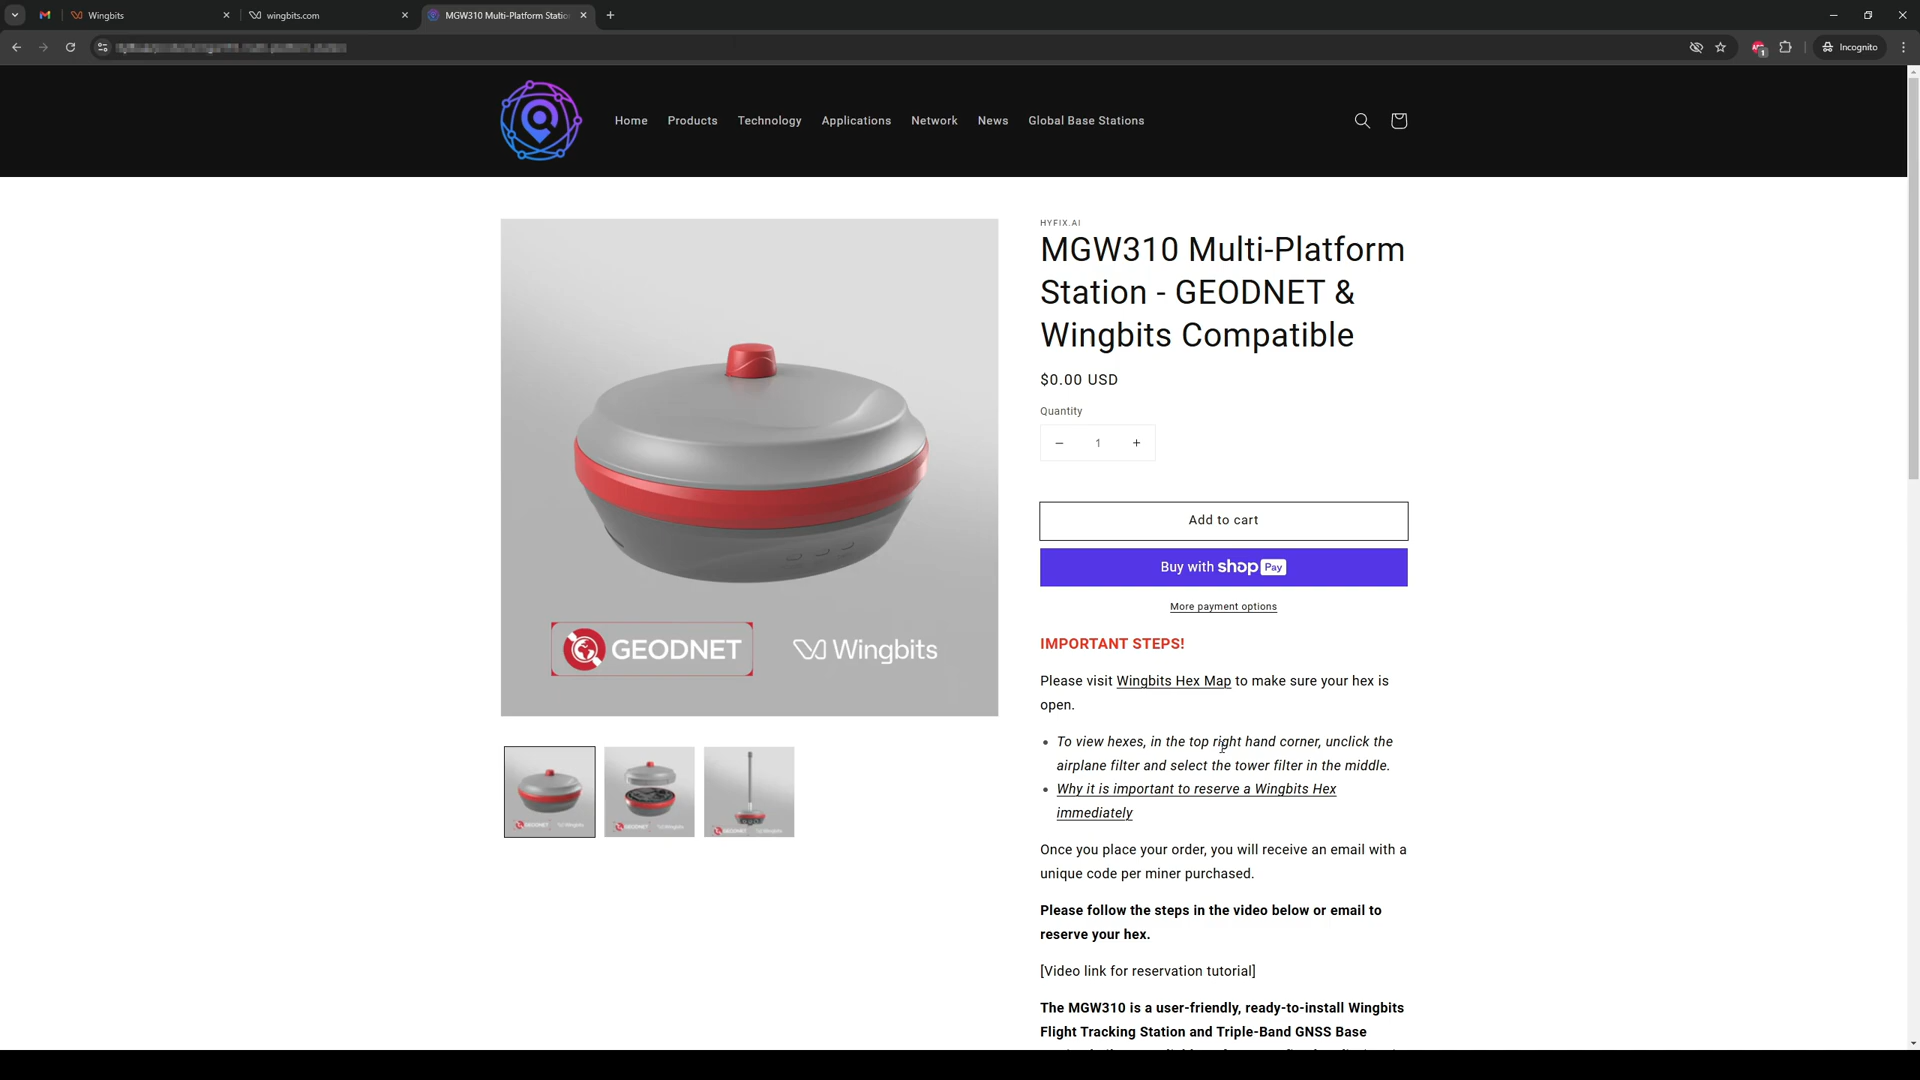 Wingbits
wingbits.com
MGW310 Multi-Platform Statio
Incognito
Home
Products
Technology
Applications
Network
News
Global Base Stations
HYFIX.AI
MGW310 Multi-Platform
Station - GEODNET &
Wingbits Compatible
$0.00 USD
Quantity
− 1 +
Add to cart
Buy with shop Pay
More payment options
GEODNET
Wingbits
IMPORTANT STEPS!
Please visit Wingbits Hex Map to make sure your hex is
open.
• To view hexes, in the top right hand corner, unclick the
airplane filter and select the tower filter in the middle.
• Why it is important to reserve a Wingbits Hex
immediately
Once you place your order, you will receive an email with a
unique code per miner purchased.
Please follow the steps in the video below or email to
reserve your hex.
[Video link for reservation tutorial]
The MGW310 is a user-friendly, ready-to-install Wingbits
Flight Tracking Station and Triple-Band GNSS Base